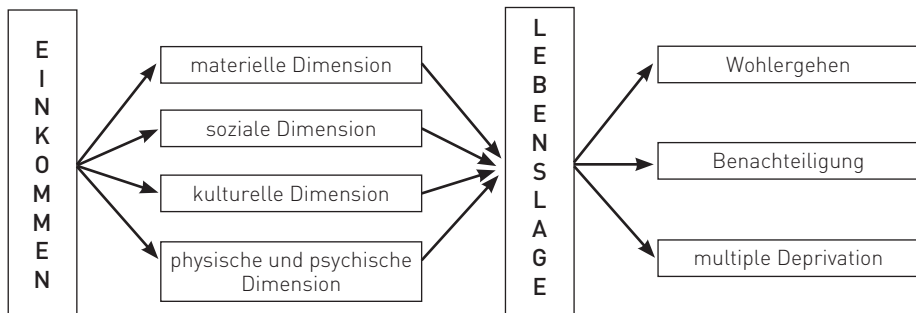 EINKOMMEN
materielle Dimension
soziale Dimension
kulturelle Dimension
physische und psychische
Dimension
LEBENSLAGE
Wohlergehen
Benachteiligung
multiple Deprivation